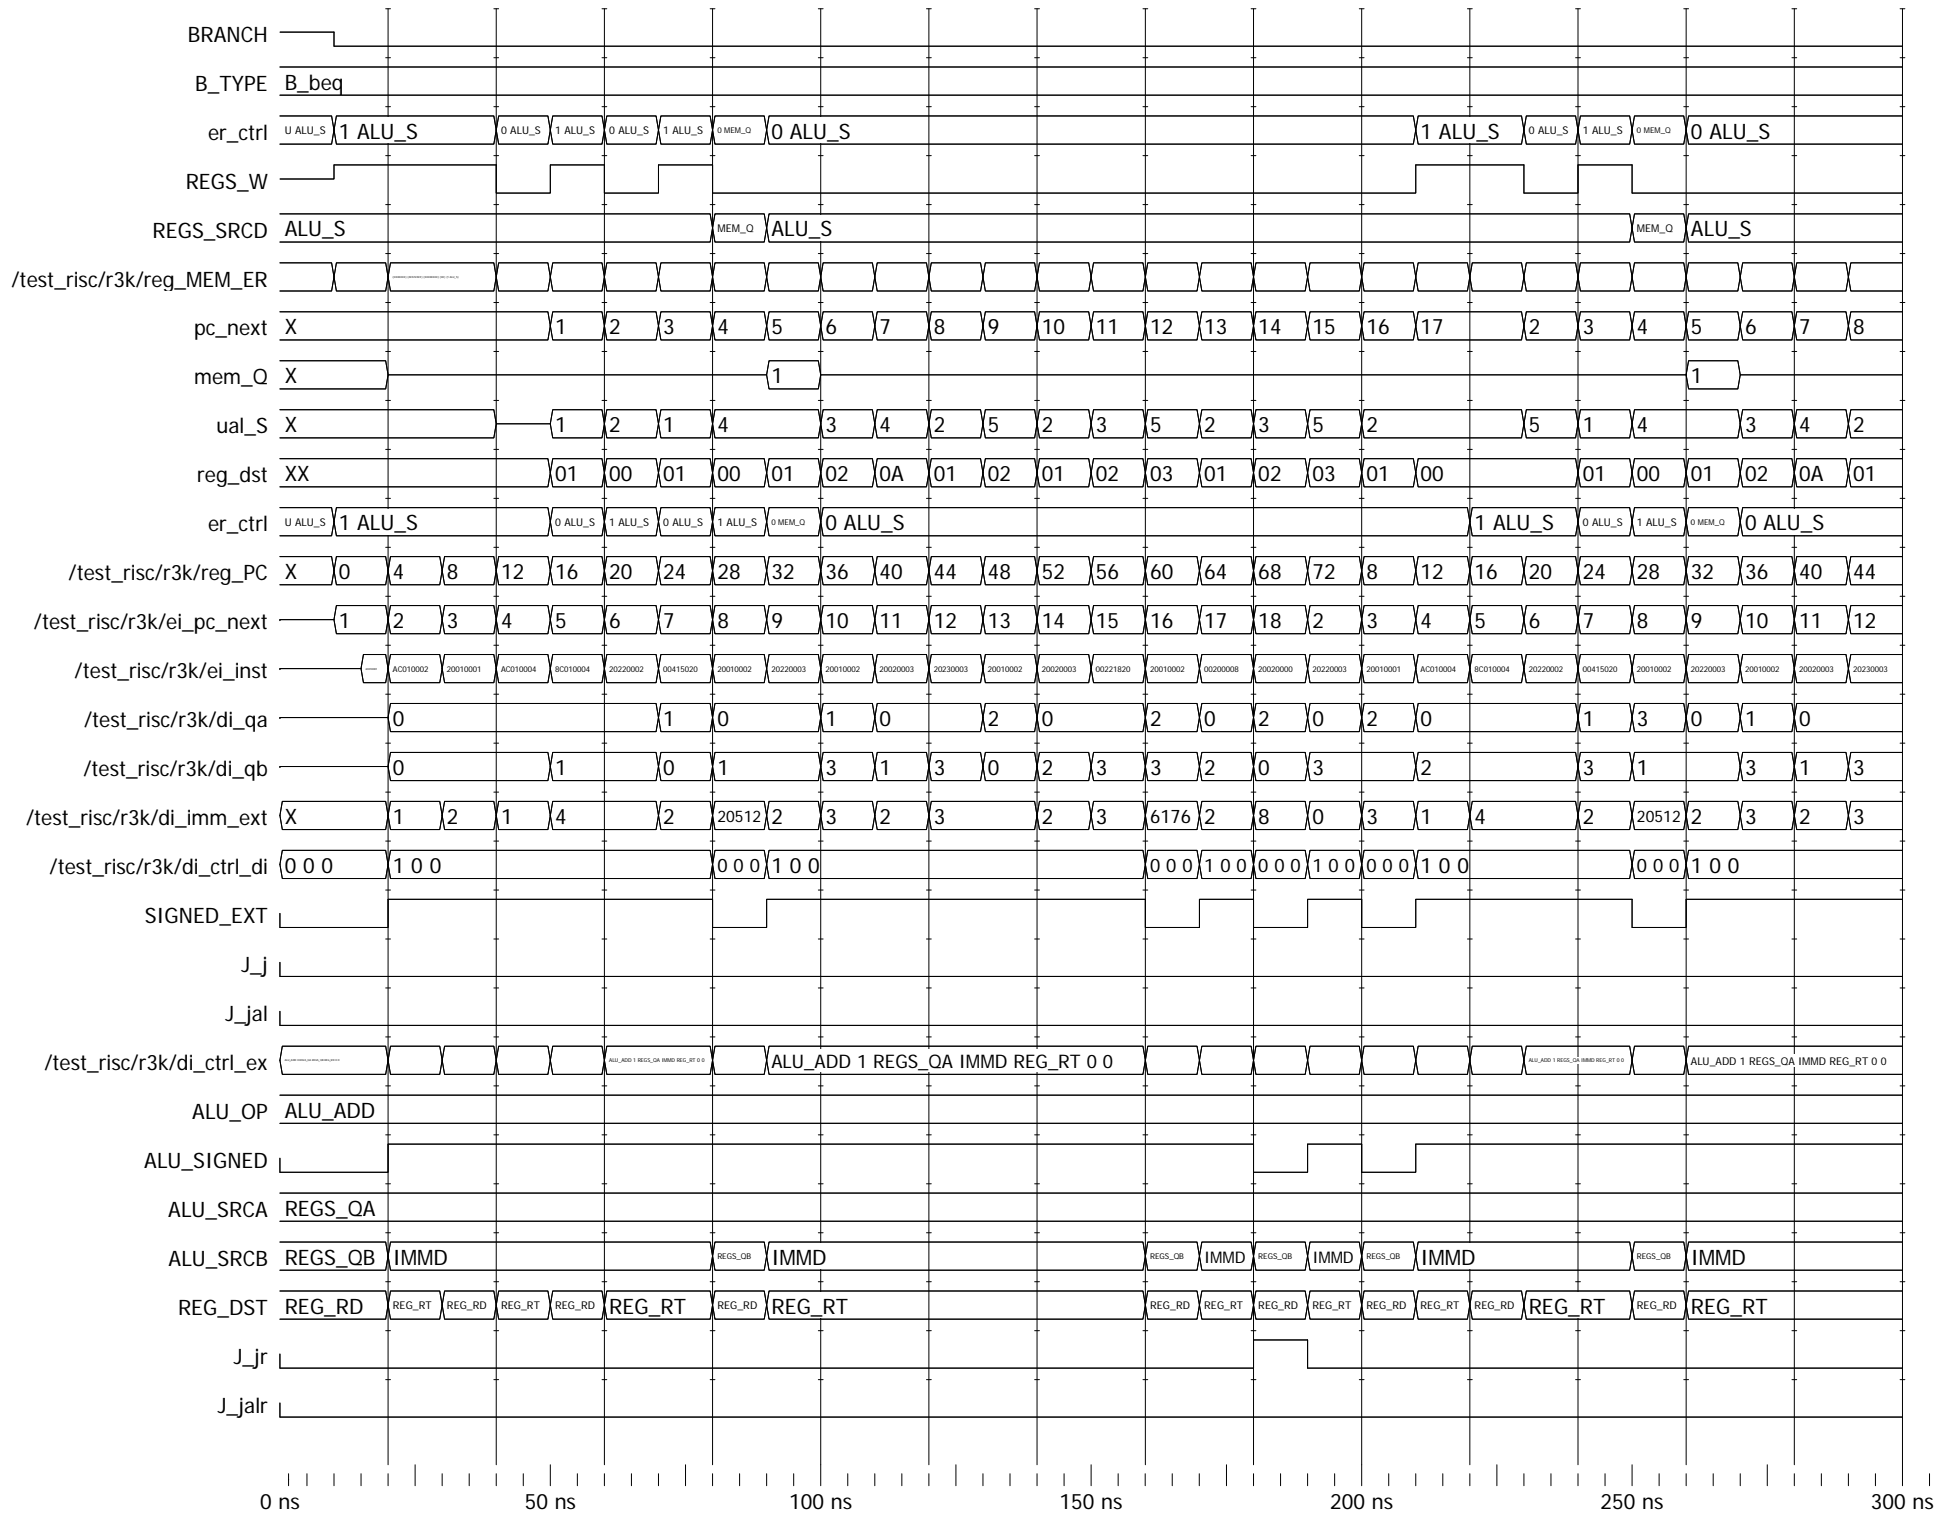 BRANCH
B_TYPE B_beq
er_ctrl U ALU_S 1 ALU_S 0 ALU_S 1 ALU_S 0 ALU_S 1 ALU_S 0 MEM_Q 0 ALU_S 1 ALU_S 0 ALU_S 1 ALU_S 0 MEM_Q 0 ALU_S
REGS_W
REGS_SRCD ALU_S MEM_Q ALU_S MEM_Q ALU_S
/test_risc/r3k/reg_MEM_ER
pc_next X 1 2 3 4 5 6 7 8 9 10 11 12 13 14 15 16 17 2 3 4 5 6 7 8
mem_Q X 1 1
ual_S X 1 2 1 4 3 4 2 5 2 3 5 2 3 5 2 5 1 4 3 4 2
reg_dst XX 01 00 01 00 01 02 0A 01 02 01 02 03 01 02 03 01 00 01 00 01 02 0A 01
er_ctrl U ALU_S 1 ALU_S 0 ALU_S 1 ALU_S 0 ALU_S 1 ALU_S 0 MEM_Q 0 ALU_S 1 ALU_S 0 ALU_S 1 ALU_S 0 MEM_Q 0 ALU_S
/test_risc/r3k/reg_PC X 0 4 8 12 16 20 24 28 32 36 40 44 48 52 56 60 64 68 72 8 12 16 20 24 28 32 36 40 44
/test_risc/r3k/ei_pc_next 1 2 3 4 5 6 7 8 9 10 11 12 13 14 15 16 17 18 2 3 4 5 6 7 8 9 10 11 12
/test_risc/r3k/ei_inst AC010002 20010001 AC010004 8C010004 20220002 00415020 20010002 20220003 20010002 20020003 20230003 20010002 20020003 00221820 20010002 00200008 20020000 20220003 20010001 AC010004 8C010004 20220002 00415020 20010002 20220003 20010002 20020003 20230003
/test_risc/r3k/di_qa 0 1 0 1 0 2 0 2 0 2 0 2 0 1 3 0 1 0
/test_risc/r3k/di_qb 0 1 0 1 3 1 3 0 2 3 3 2 0 3 2 3 1 3 1 3
/test_risc/r3k/di_imm_ext X 1 2 1 4 2 20512 2 3 2 3 2 3 6176 2 8 0 3 1 4 2 20512 2 3 2 3
/test_risc/r3k/di_ctrl_di 0 0 0 1 0 0 0 0 0 1 0 0 0 0 0 1 0 0 0 0 0 1 0 0 0 0 0 1 0 0 0 0 0 1 0 0
SIGNED_EXT
J_j
J_jal
/test_risc/r3k/di_ctrl_ex ALU_ADD 1 REGS_QA IMMD REG_RT 0 0 ALU_ADD 1 REGS_QA IMMD REG_RT 0 0 ALU_ADD 1 REGS_QA IMMD REG_RT 0 0 ALU_ADD 1 REGS_QA IMMD REG_RT 0 0
ALU_OP ALU_ADD
ALU_SIGNED
ALU_SRCA REGS_QA
ALU_SRCB REGS_QB IMMD REGS_QB IMMD REGS_QB IMMD REGS_QB IMMD REGS_QB IMMD REGS_QB IMMD
REG_DST REG_RD REG_RT REG_RD REG_RT REG_RD REG_RT REG_RD REG_RT REG_RD REG_RT REG_RD REG_RT REG_RD REG_RT REG_RD REG_RT REG_RD REG_RT
J_jr
J_jalr
0 ns 50 ns 100 ns 150 ns 200 ns 250 ns 300 ns